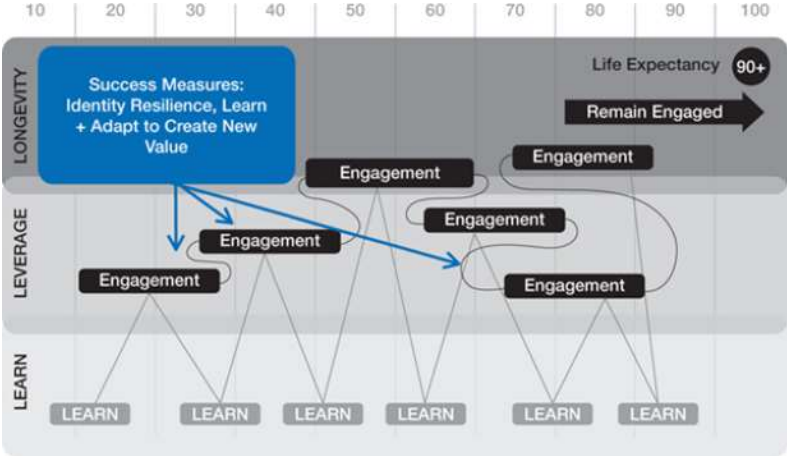 10 20 30 40 50 60 70 80 90 100
LONGEVITY
Success Measures:
Identity Resilience, Learn
+ Adapt to Create New
Value
Life Expectancy 90+
Remain Engaged
Engagement
Engagement
LEVERAGE
Engagement
Engagement
Engagement
Engagement
LEARN
LEARN LEARN LEARN LEARN LEARN LEARN